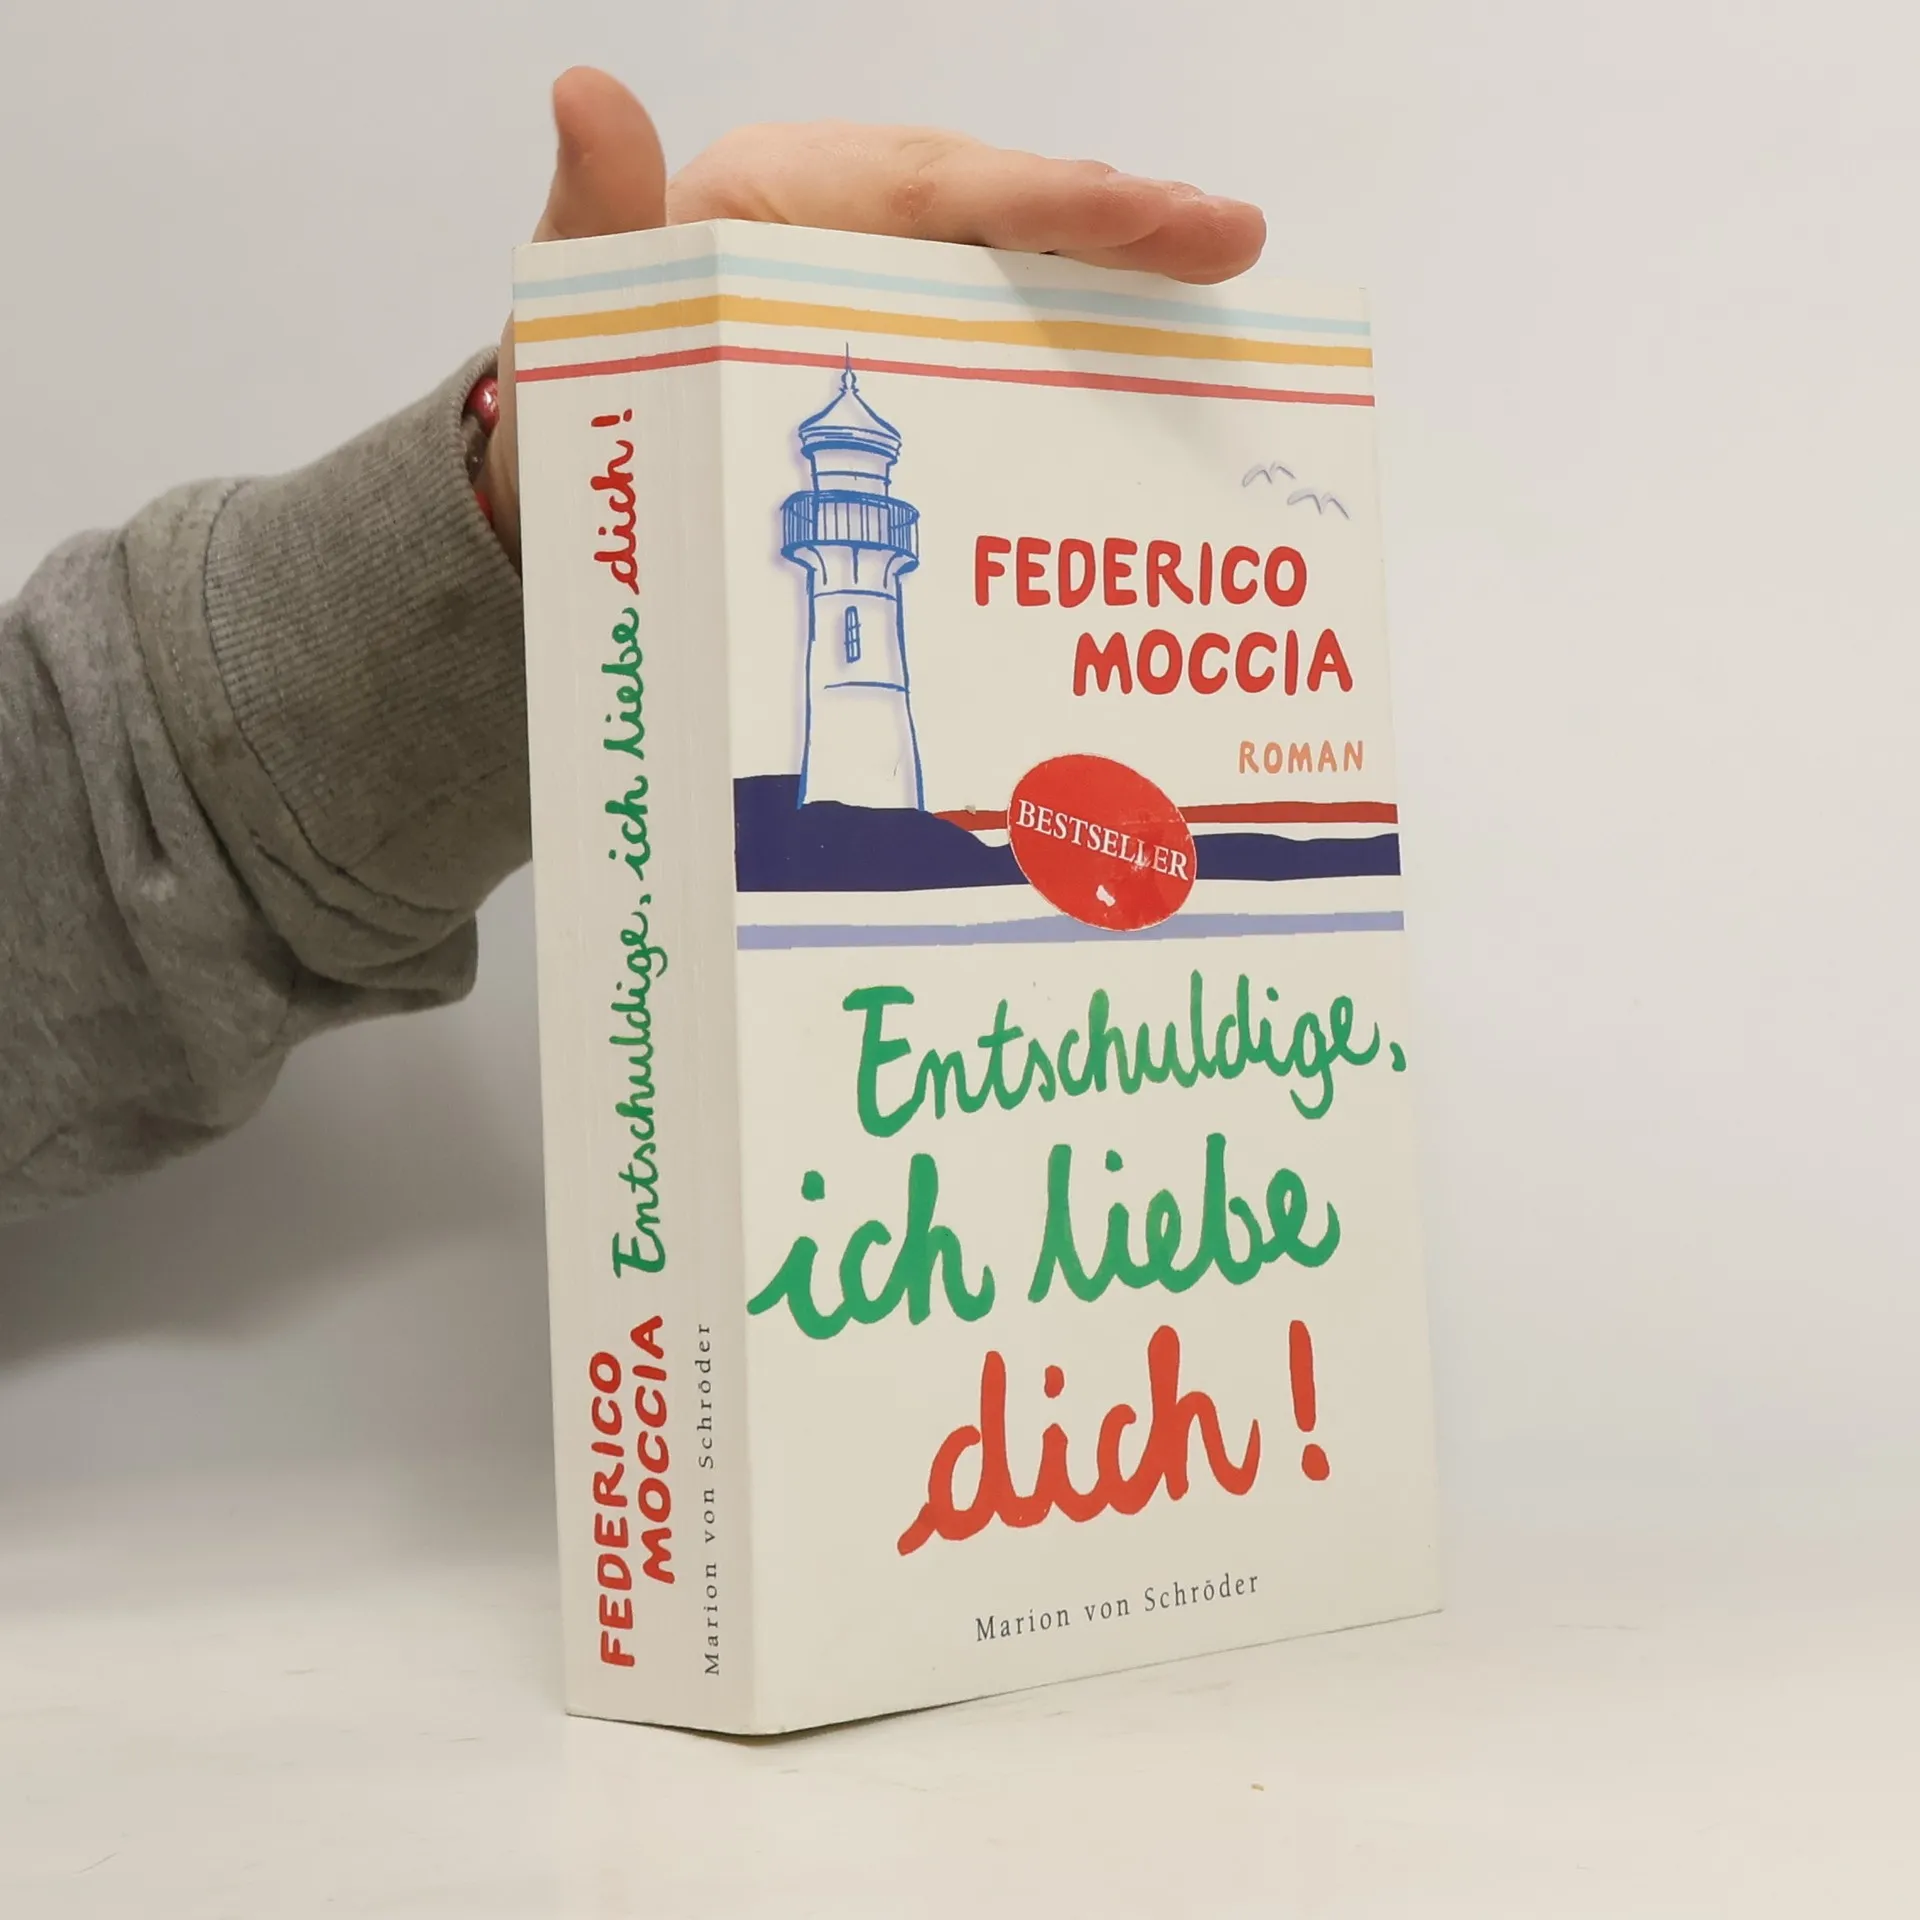 FEDERICO
MOCCIA
Entschuldige, ich liebe dich!
Marion von Schröder
FEDERICO
MOCCIA
ROMAN
BESTSELLER
Entschuldige,
ich liebe
dich!
Marion von Schröder